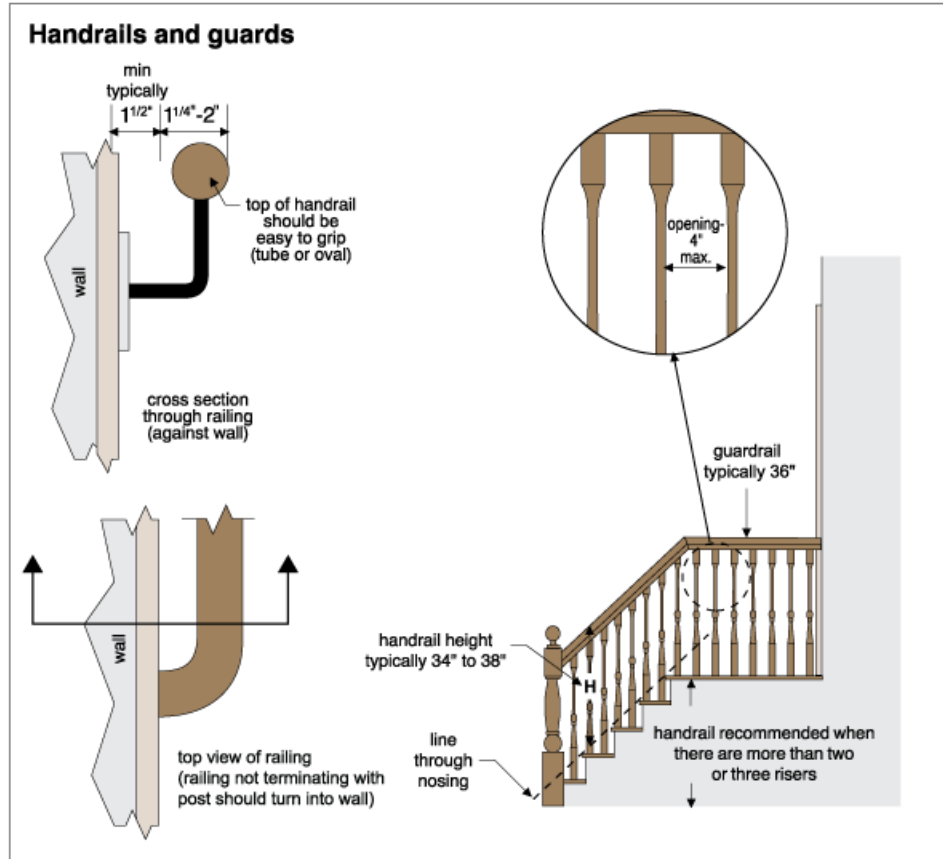 Handrails and guards
min
typically
1 1/2" 1 1/4"-2"
top of handrail
should be
easy to grip
(tube or oval)
wall
cross section
through railing
(against wall)
opening-
4"
max.
guardrail
typically 36"
wall
top view of railing
(railing not terminating with
post should turn into wall)
handrail height
typically 34" to 38"
H
line
through
nosing
handrail recommended when
there are more than two
or three risers